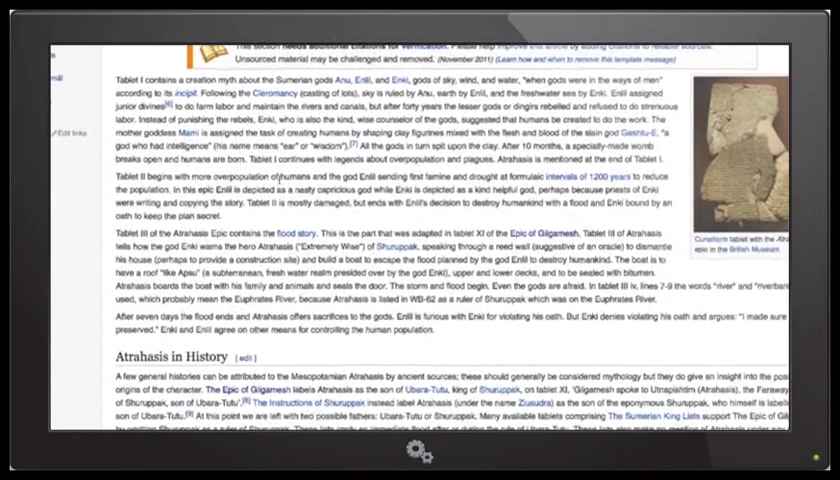 This section needs additional citations for verification. Please help improve this article by adding citations to reliable sources.
Unsourced material may be challenged and removed. (November 2011) (Learn how and when to remove this template message)
Tablet I contains a creation myth about the Sumerian gods Anu, Enlil, and Enki, gods of sky, wind, and water, "when gods were in the ways of men"
according to its incipit. Following the Cleromancy (casting of lots), sky is ruled by Anu, earth by Enlil, and the freshwater sea by Enki. Enlil assigned
junior divines[6] to do farm labor and maintain the rivers and canals, but after forty years the lesser gods or dingirs rebelled and refused to do strenuous
labor. Instead of punishing the rebels, Enki, who is also the kind, wise counselor of the gods, suggested that humans be created to do the work. The
mother goddess Mami is assigned the task of creating humans by shaping clay figurines mixed with the flesh and blood of the slain god Geshtu-E, "a
god who had intelligence" (his name means "ear" or "wisdom").[7] All the gods in turn spit upon the clay. After 10 months, a specially-made womb
breaks open and humans are born. Tablet I continues with legends about overpopulation and plagues. Atrahasis is mentioned at the end of Tablet I.
Edit links
Tablet II begins with more overpopulation of humans and the god Enlil sending first famine and drought at formulaic intervals of 1200 years to reduce
the population. In this epic Enlil is depicted as a nasty capricious god while Enki is depicted as a kind helpful god, perhaps because priests of Enki
were writing and copying the story. Tablet II is mostly damaged, but ends with Enlil's decision to destroy humankind with a flood and Enki bound by an
oath to keep the plan secret.
Tablet III of the Atrahasis Epic contains the flood story. This is the part that was adapted in tablet XI of the Epic of Gilgamesh. Tablet III of Atrahasis
tells how the god Enki warns the hero Atrahasis ("Extremely Wise") of Shuruppak, speaking through a reed wall (suggestive of an oracle) to dismantle
his house (perhaps to provide a construction site) and build a boat to escape the flood planned by the god Enlil to destroy humankind. The boat is to
have a roof "like Apsu" (a subterranean, fresh water realm presided over by the god Enki), upper and lower decks, and to be sealed with bitumen.
Atrahasis boards the boat with his family and animals and seals the door. The storm and flood begin. Even the gods are afraid. In tablet III iv, lines 7-9 the words "river" and "riverban
used, which probably mean the Euphrates River, because Atrahasis is listed in WB-62 as a ruler of Shuruppak which was on the Euphrates River.
Cuneiform tablet with the Atra
epic in the British Museum
After seven days the flood ends and Atrahasis offers sacrifices to the gods. Enlil is furious with Enki for violating his oath. But Enki denies violating his oath and argues: "I made sure
preserved." Enki and Enlil agree on other means for controlling the human population.
Atrahasis in History [ edit ]
A few general histories can be attributed to the Mesopotamian Atrahasis by ancient sources; these should generally be considered mythology but they do give an insight into the pos
origins of the character. The Epic of Gilgamesh labels Atrahasis as the son of Ubara-Tutu, king of Shuruppak, on tablet XI, 'Gilgamesh spoke to Utnapishtim (Atrahasis), the Faraway
of Shuruppak, son of Ubara-Tutu'.[8] The Instructions of Shuruppak instead label Atrahasis (under the name Ziusudra) as the son of the eponymous Shuruppak, who himself is labelle
son of Ubara-Tutu.[9] At this point we are left with two possible fathers: Ubara-Tutu or Shuruppak. Many available tablets comprising The Sumerian King Lists support The Epic of Gil